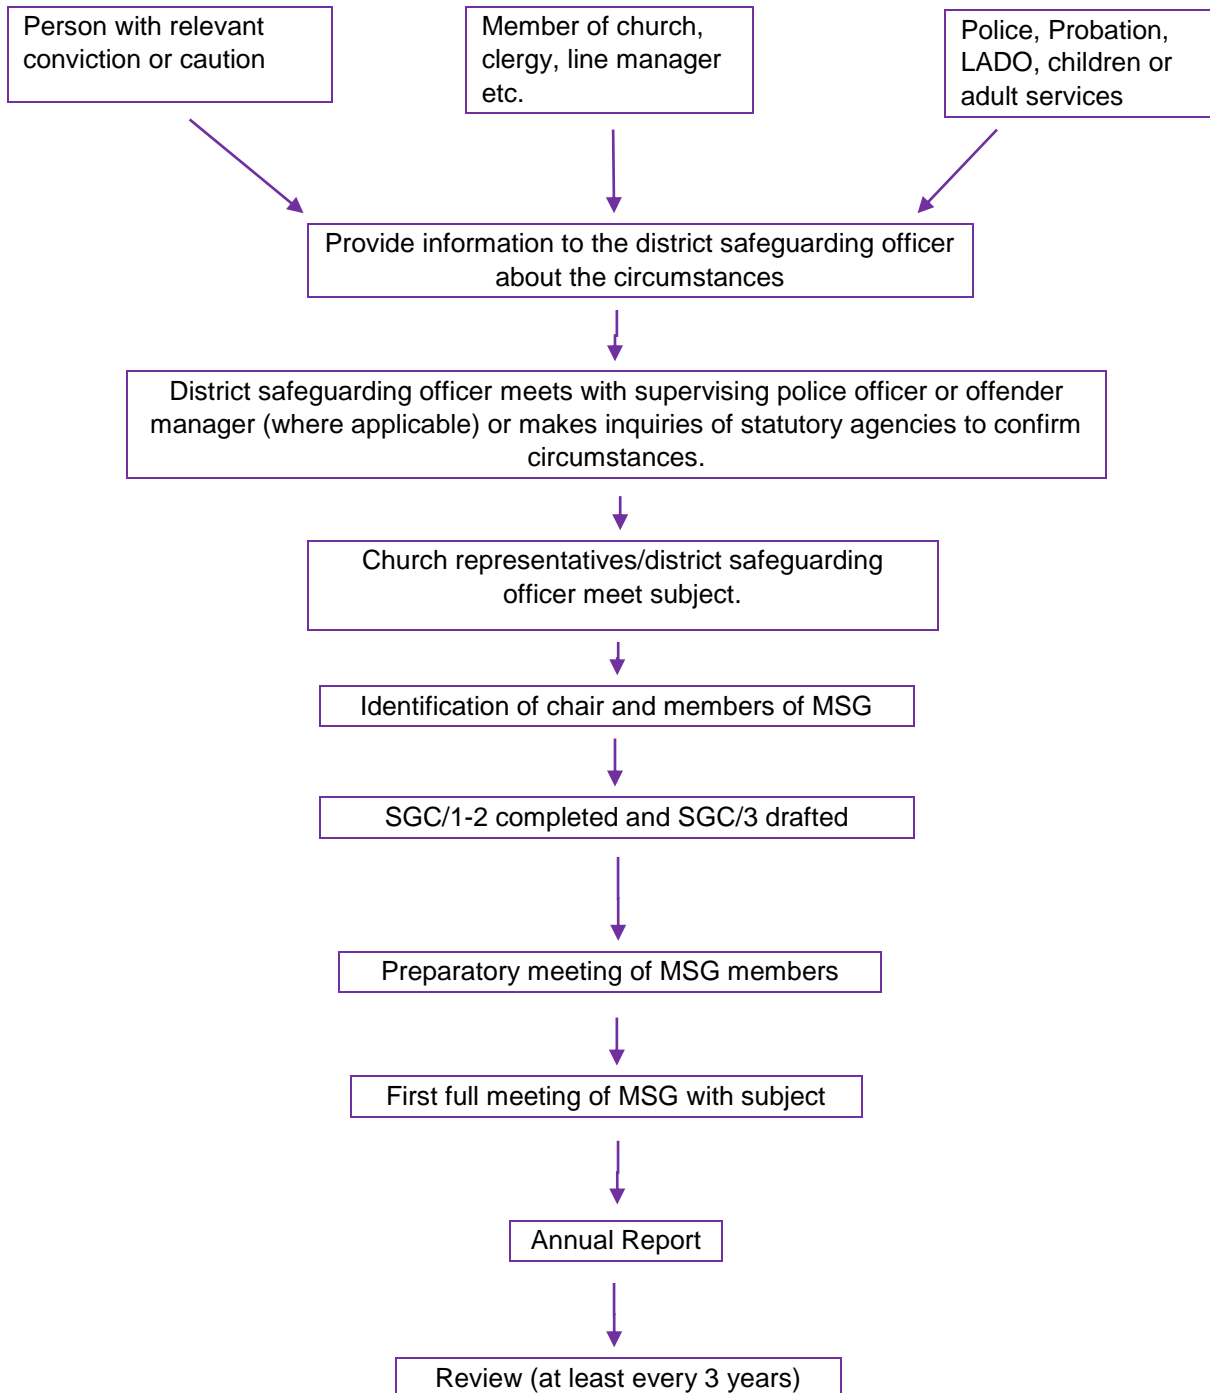 Person with relevant
conviction or caution
Member of church,
clergy, line manager
etc.
Police, Probation,
LADO, children or
adult services
Provide information to the district safeguarding officer
about the circumstances
District safeguarding officer meets with supervising police officer or offender
manager (where applicable) or makes inquiries of statutory agencies to confirm
circumstances.
Church representatives/district safeguarding
officer meet subject.
Identification of chair and members of MSG
SGC/1-2 completed and SGC/3 drafted
Preparatory meeting of MSG members
First full meeting of MSG with subject
Annual Report
Review (at least every 3 years)